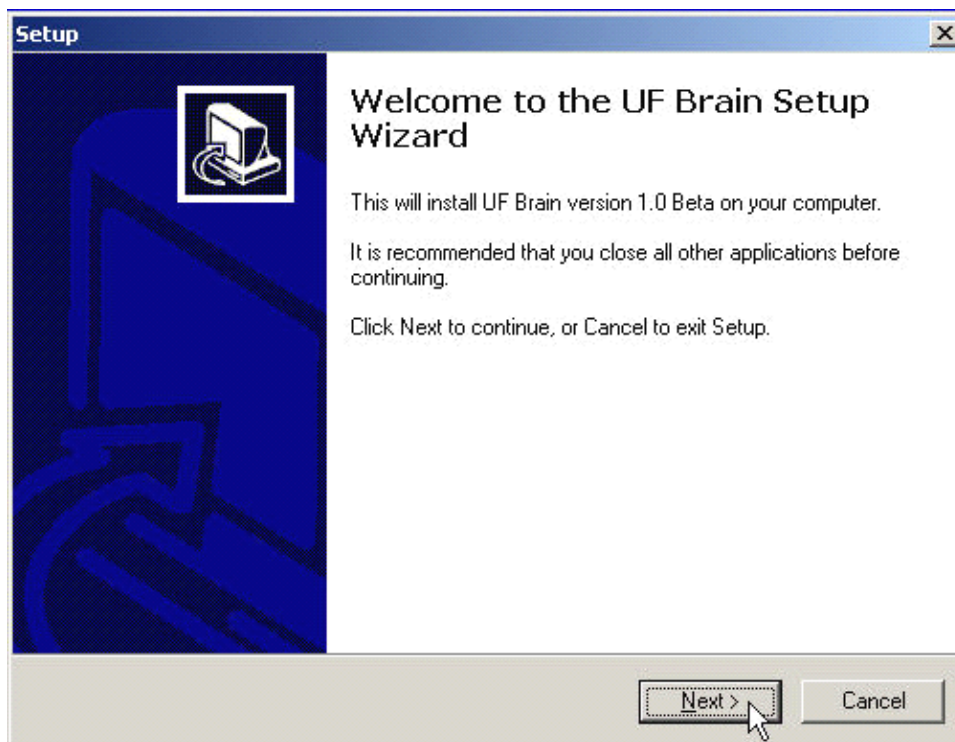 Setup
Welcome to the UF Brain Setup
Wizard
This will install UF Brain version 1.0 Beta on your computer.
It is recommended that you close all other applications before
continuing.
Click Next to continue, or Cancel to exit Setup.
Next > Cancel